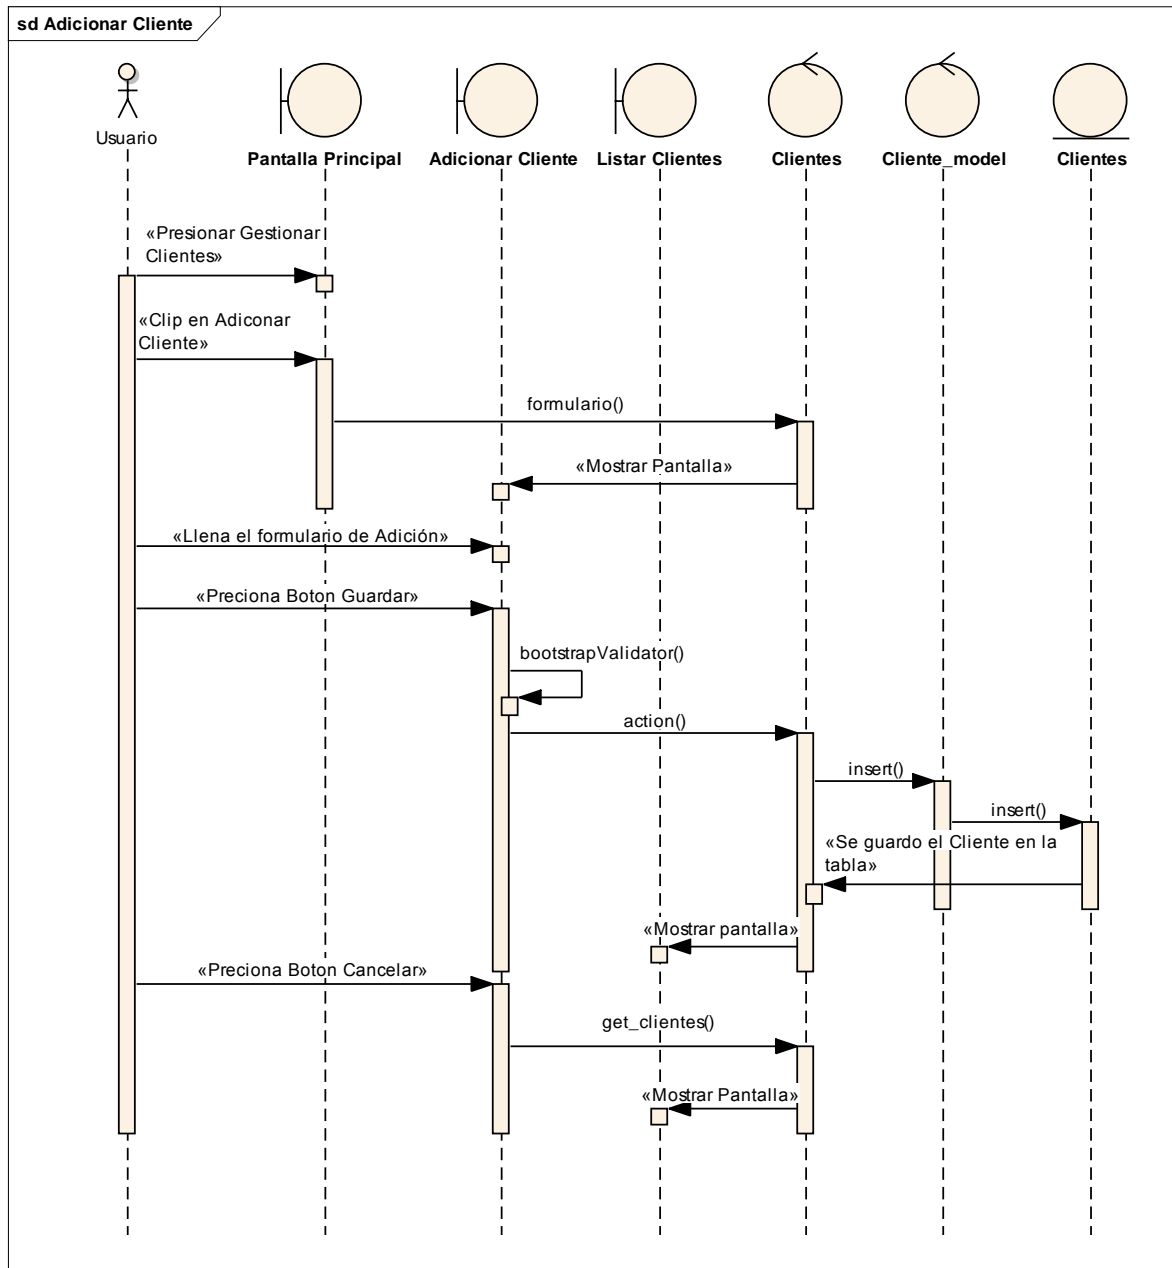 sd Adicionar Cliente
Usuario
Pantalla Principal
Adicionar Cliente
Listar Clientes
Clientes
Cliente_model
Clientes
«Presionar Gestionar
Clientes»
«Clip en Adiconar
Cliente»
formulario()
«Mostrar Pantalla»
«Llena el formulario de Adición»
«Preciona Boton Guardar»
bootstrapValidator()
action()
insert()
insert()
«Se guardo el Cliente en la
tabla»
«Mostrar pantalla»
«Preciona Boton Cancelar»
get_clientes()
«Mostrar Pantalla»